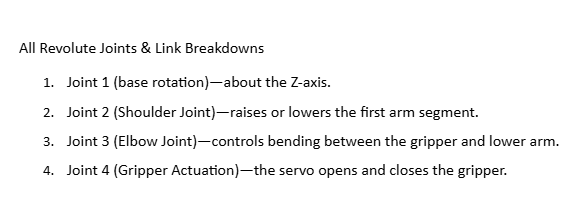 All Revolute Joints & Link Breakdowns
1. Joint 1 (base rotation)—about the Z-axis.
2. Joint 2 (Shoulder Joint)—raises or lowers the first arm segment.
3. Joint 3 (Elbow Joint)—controls bending between the gripper and lower arm.
4. Joint 4 (Gripper Actuation)—the servo opens and closes the gripper.